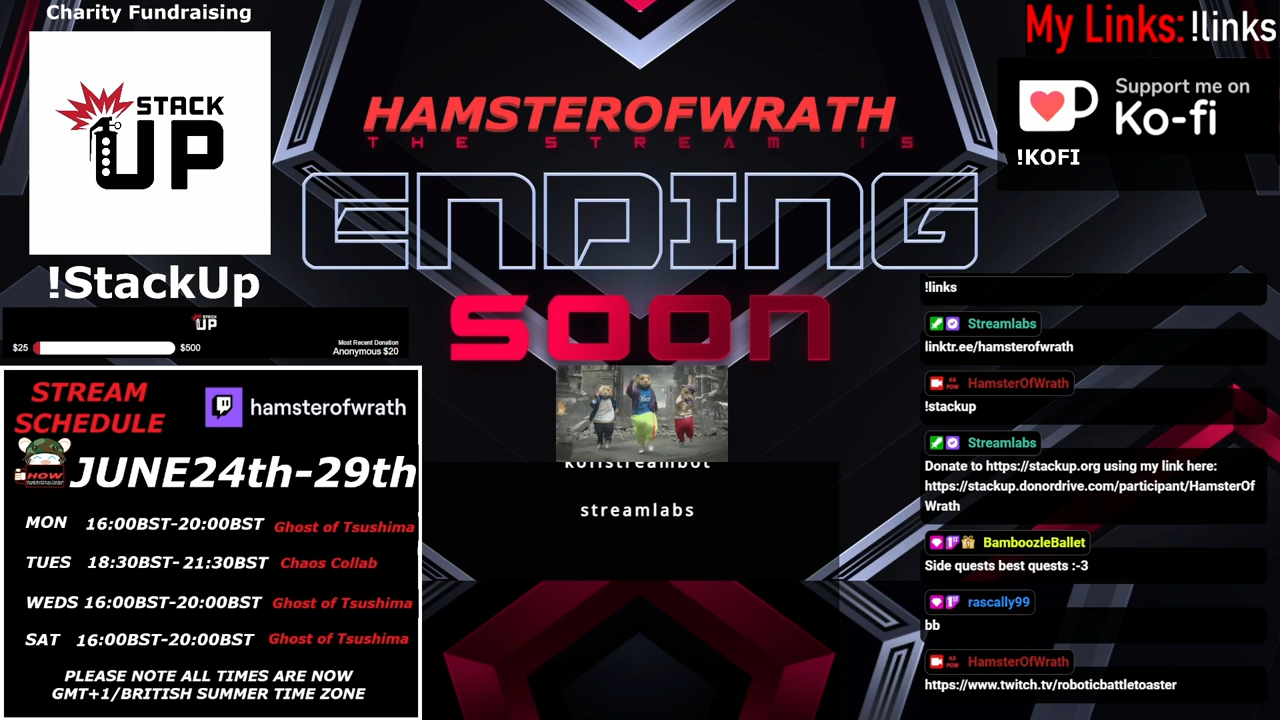 Charity Fundraising
STACK
UP
!StackUp
STACK
UP
$25
$500
Most Recent Donation
Anonymous $20
STREAM
SCHEDULE
hamsterofwrath
HOW
JUNE24th-29th
MON 16:00BST-20:00BST Ghost of Tsushima
TUES 18:30BST-21:30BST Chaos Collab
WEDS 16:00BST-20:00BST Ghost of Tsushima
SAT 16:00BST-20:00BST Ghost of Tsushima
PLEASE NOTE ALL TIMES ARE NOW
GMT+1/BRITISH SUMMER TIME ZONE
HAMSTEROFWRATH
THE STREAM IS
ENDING
SOON
kofistreambot
streamlabs
My Links: !links
Support me on
Ko-fi
!KOFI
!links
Streamlabs
linktr.ee/hamsterofwrath
HamsterOfWrath
!stackup
Streamlabs
Donate to https://stackup.org using my link here:
https://stackup.donordrive.com/participant/HamsterOf
Wrath
BamboozleBallet
Side quests best quests :-3
rascally99
bb
HamsterOfWrath
https://www.twitch.tv/roboticbattletoaster